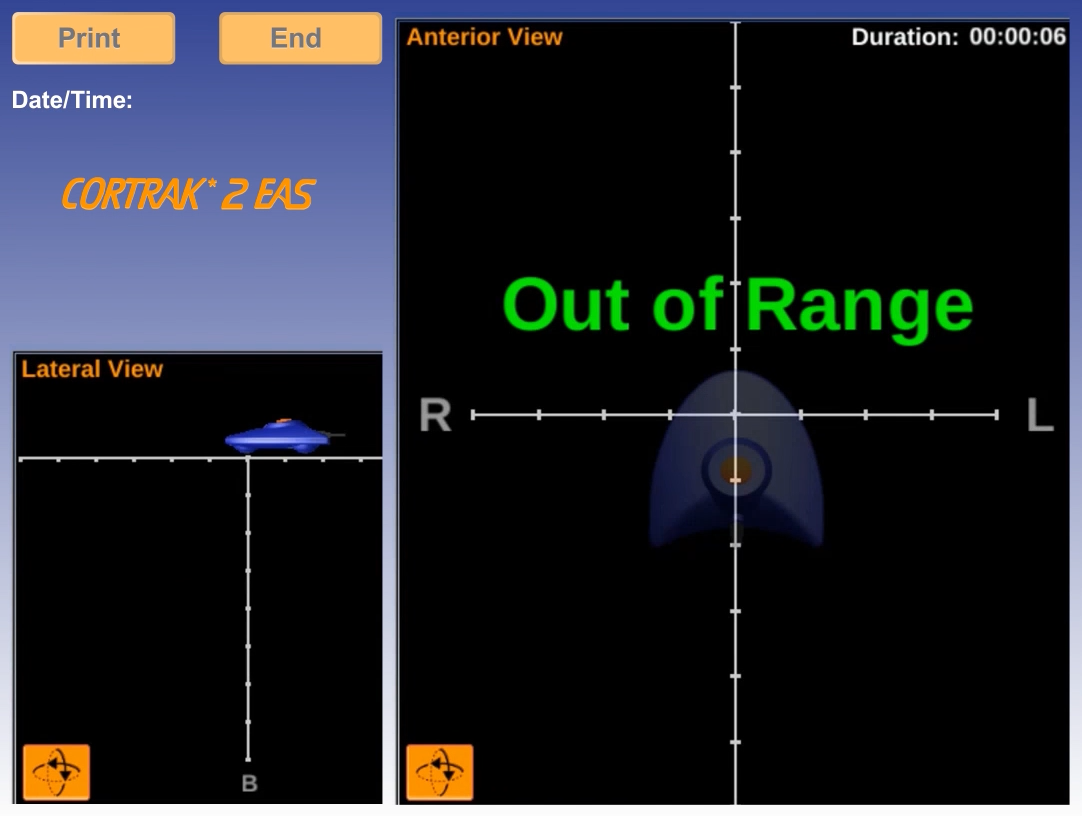 Print
End
Date/Time:
CORTRAK* 2 EAS
Lateral View
B
Anterior View
Duration: 00:00:06
Out of Range
R
L